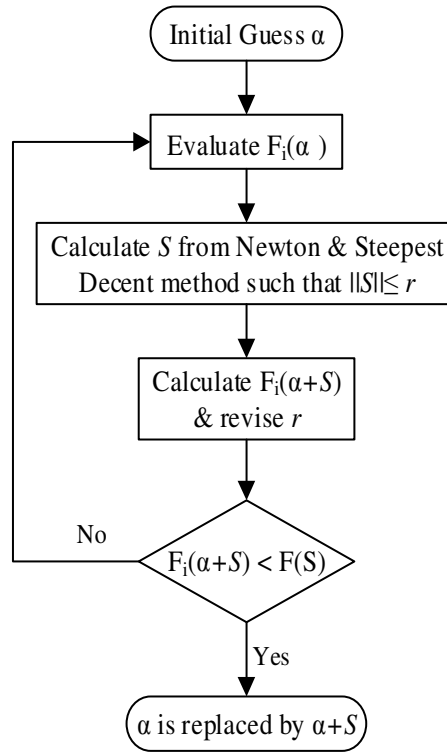 Initial Guess α
Evaluate Fi(α )
Calculate S from Newton & Steepest
Decent method such that ||S||≤ r
Calculate Fi(α+S)
& revise r
No
Fi(α+S) < F(S)
Yes
α is replaced by α+S